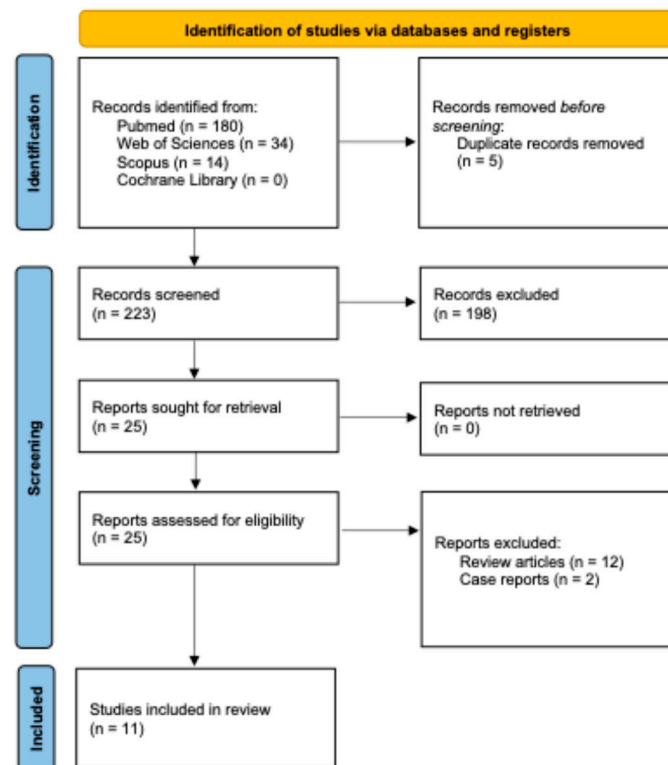 Identification of studies via databases and registers
Identification
Records identified from:
Pubmed (n = 180)
Web of Sciences (n = 34)
Scopus (n = 14)
Cochrane Library (n = 0)
Records removed before
screening:
Duplicate records removed
(n = 5)
Screening
Records screened
(n = 223)
Records excluded
(n = 198)
Reports sought for retrieval
(n = 25)
Reports not retrieved
(n = 0)
Reports assessed for eligibility
(n = 25)
Reports excluded:
Review articles (n = 12)
Case reports (n = 2)
Included
Studies included in review
(n = 11)